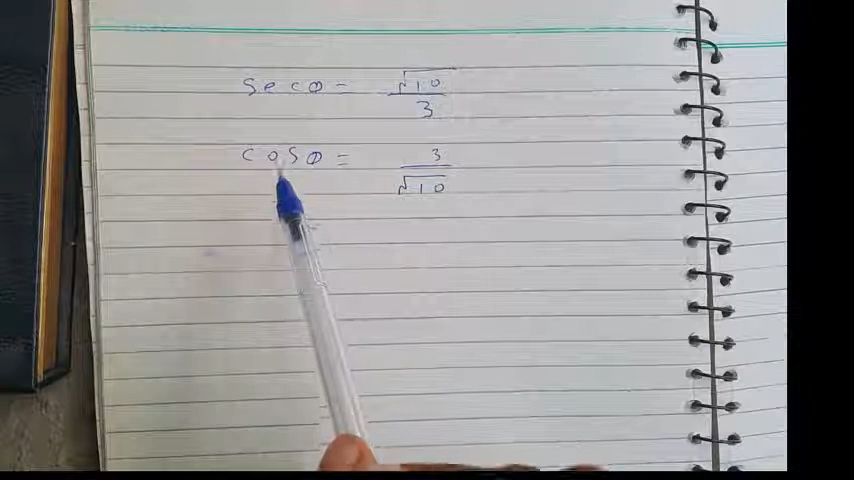 secθ = √10/3
cosθ = 3/√10